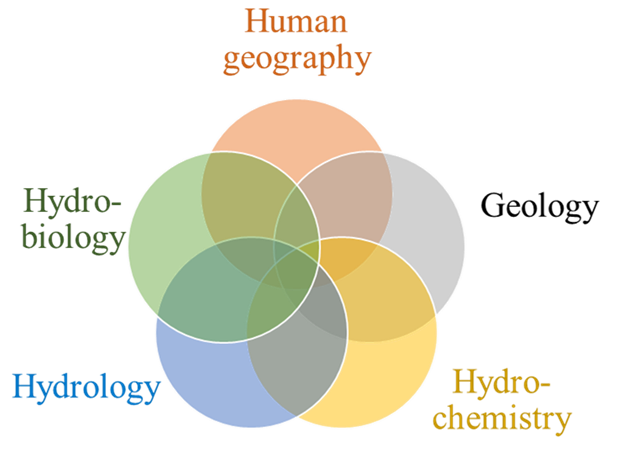 Human
geography
Hydro-
biology
Geology
Hydrology
Hydro-
chemistry